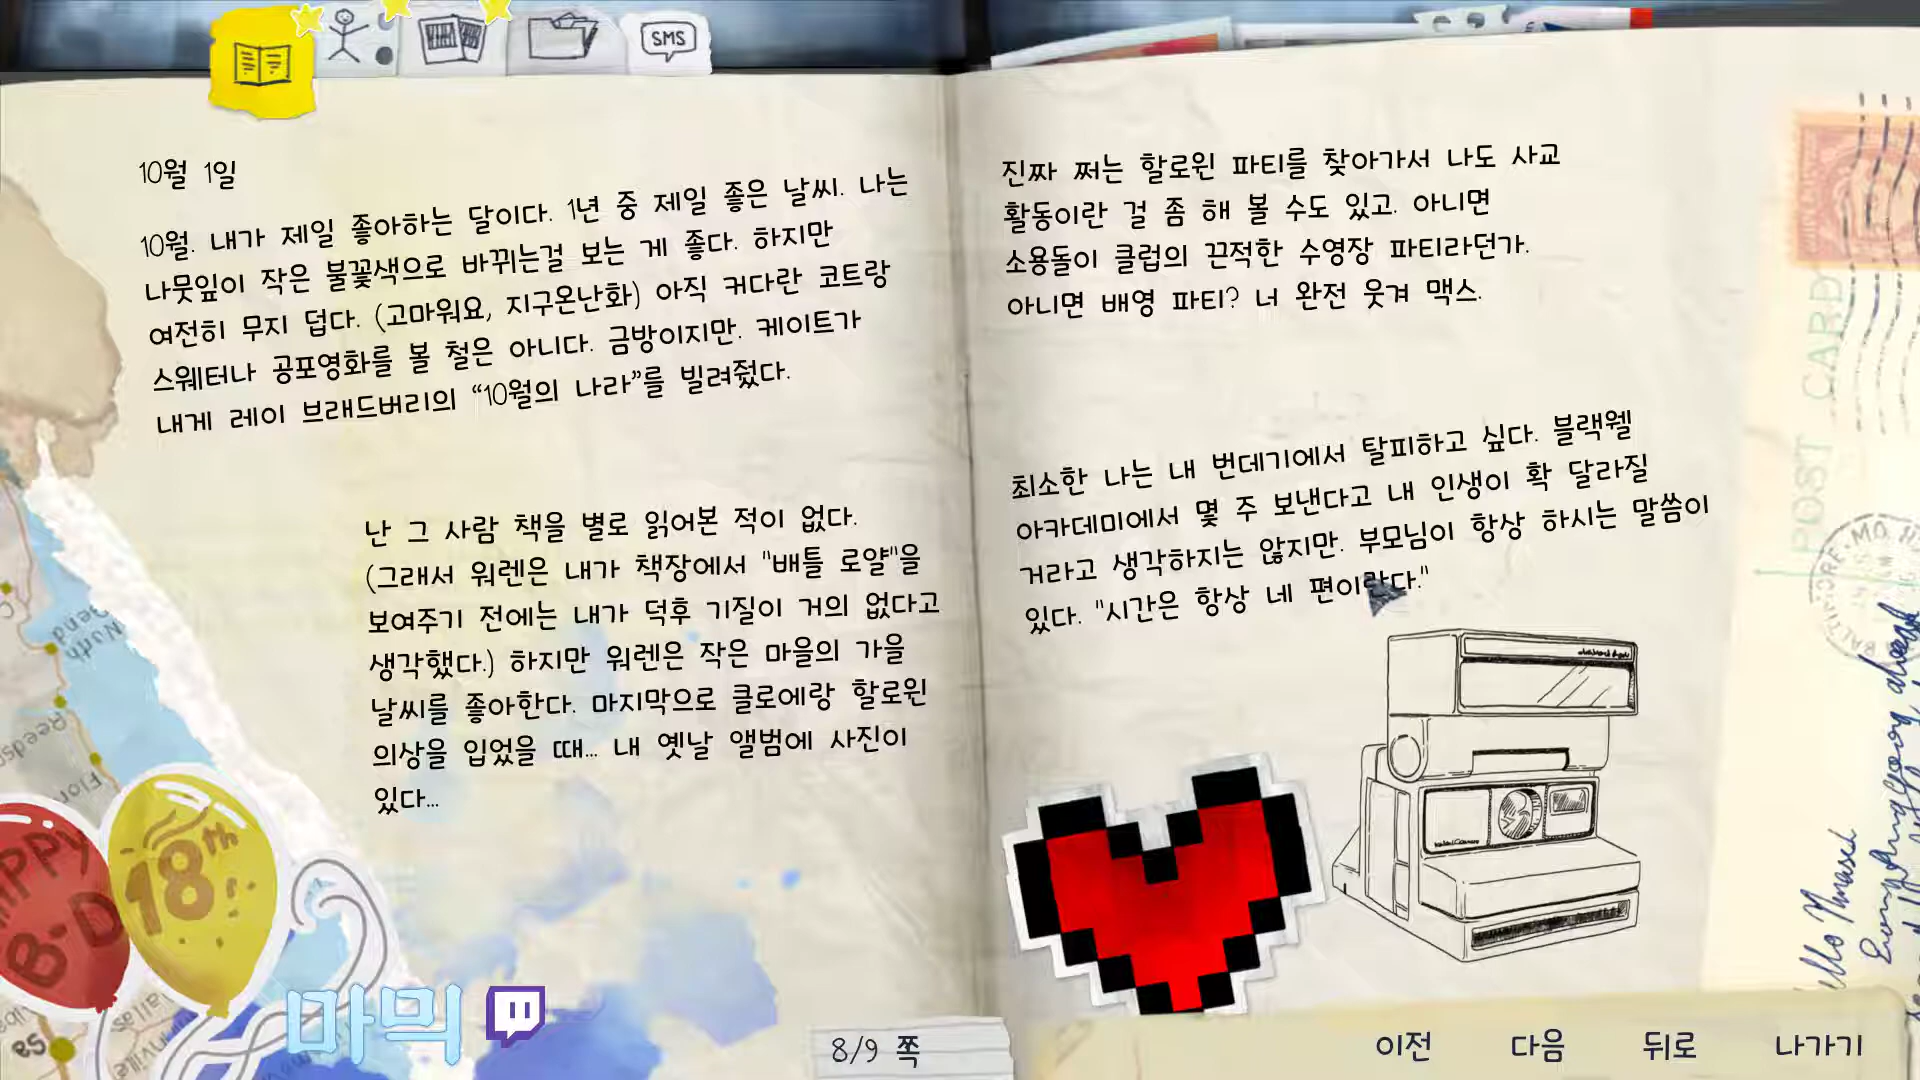 SMS
10월 1일
10월. 내가 제일 좋아하는 달이다. 1년 중 제일 좋은 날씨. 나는
나뭇잎이 작은 불꽃색으로 바뀌는걸 보는 게 좋다. 하지만
여전히 무지 덥다. (고마워요, 지구온난화) 아직 커다란 코트랑
스웨터나 공포영화를 볼 철은 아니다. 금방이지만. 케이트가
내게 레이 브래드버리의 “10월의 나라”를 빌려줬다.
난 그 사람 책을 별로 읽어본 적이 없다.
(그래서 워렌은 내가 책장에서 "배틀 로얄"을
보여주기 전에는 내가 덕후 기질이 거의 없다고
생각했다.) 하지만 워렌은 작은 마을의 가을
날씨를 좋아한다. 마지막으로 클로에랑 할로윈
의상을 입었을 때... 내 옛날 앨범에 사진이
있다...
진짜 쩌는 할로윈 파티를 찾아가서 나도 사교
활동이란 걸 좀 해 볼 수도 있고. 아니면
소용돌이 클럽의 끈적한 수영장 파티라던가.
아니면 배영 파티? 너 완전 웃겨 맥스.
최소한 나는 내 번데기에서 탈피하고 싶다. 블랙웰
아카데미에서 몇 주 보낸다고 내 인생이 확 달라질
거라고 생각하지는 않지만. 부모님이 항상 하시는 말씀이
있다. "시간은 항상 네 편이란다."
POST CARD
HAPPY
B-D
18th
마믜
8/9 쪽
이전 다음 뒤로 나가기